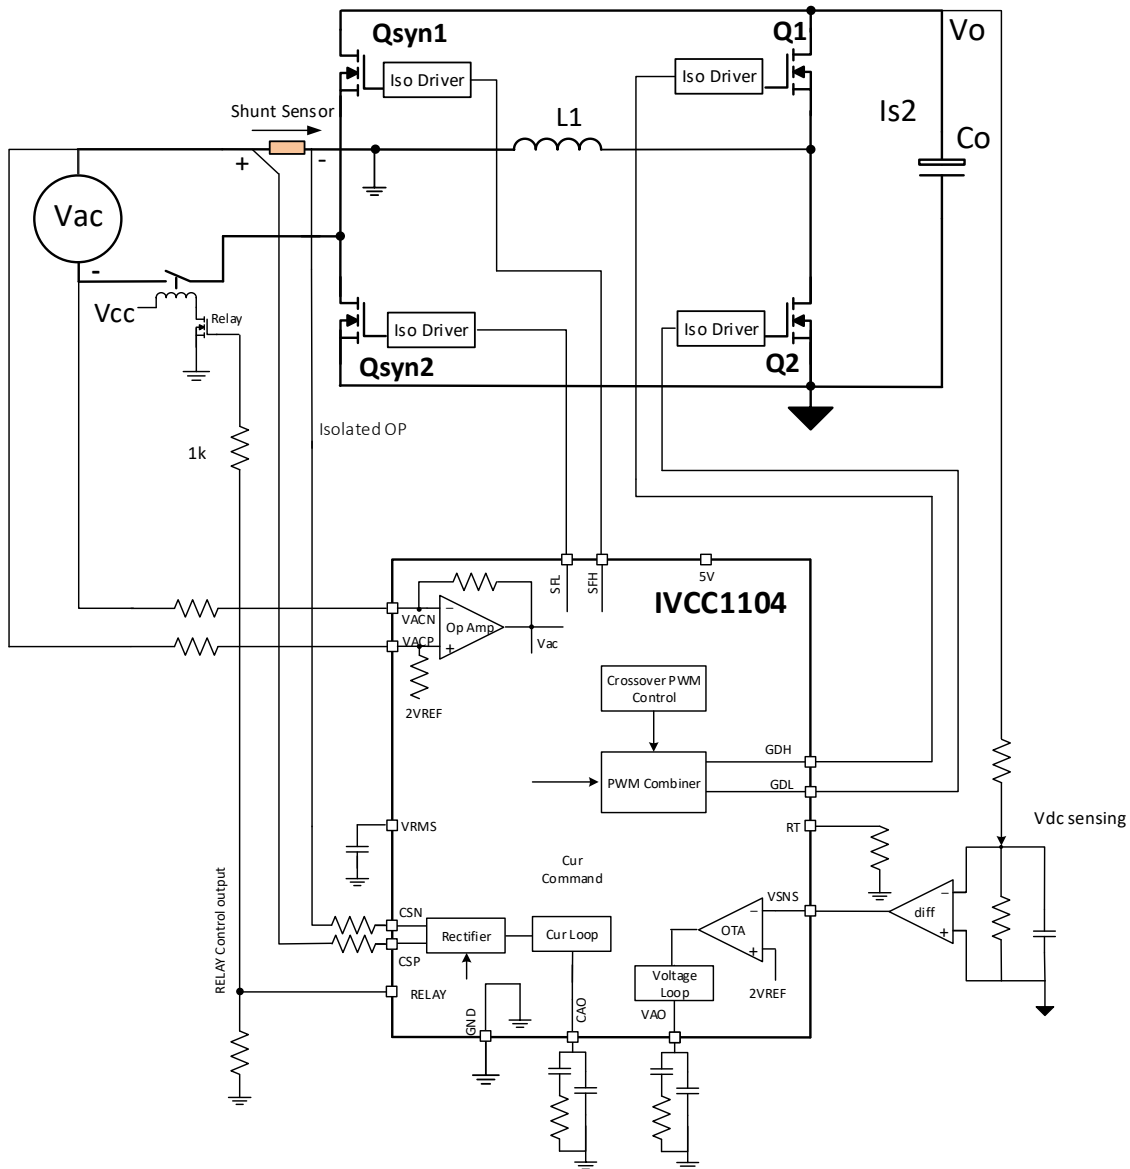 Qsyn1
Q1
Vo
Iso Driver
Iso Driver
Shunt Sensor
L1
Is2
Co
+
-
Vac
-
Vcc
Relay
Iso Driver
Iso Driver
Qsyn2
Q2
Isolated OP
1k
SFL
SFH
5V
IVCC1104
VACN
Op Amp
VACP
Vac
2VREF
Crossover PWM
Control
GDH
PWM Combiner
GDL
RT
Vdc sensing
VRMS
Cur
Command
VSNS
CSN
Rectifier
Cur Loop
OTA
diff
CSP
Voltage
Loop
2VREF
RELAY Control output
RELAY
GND
CAO
VAO